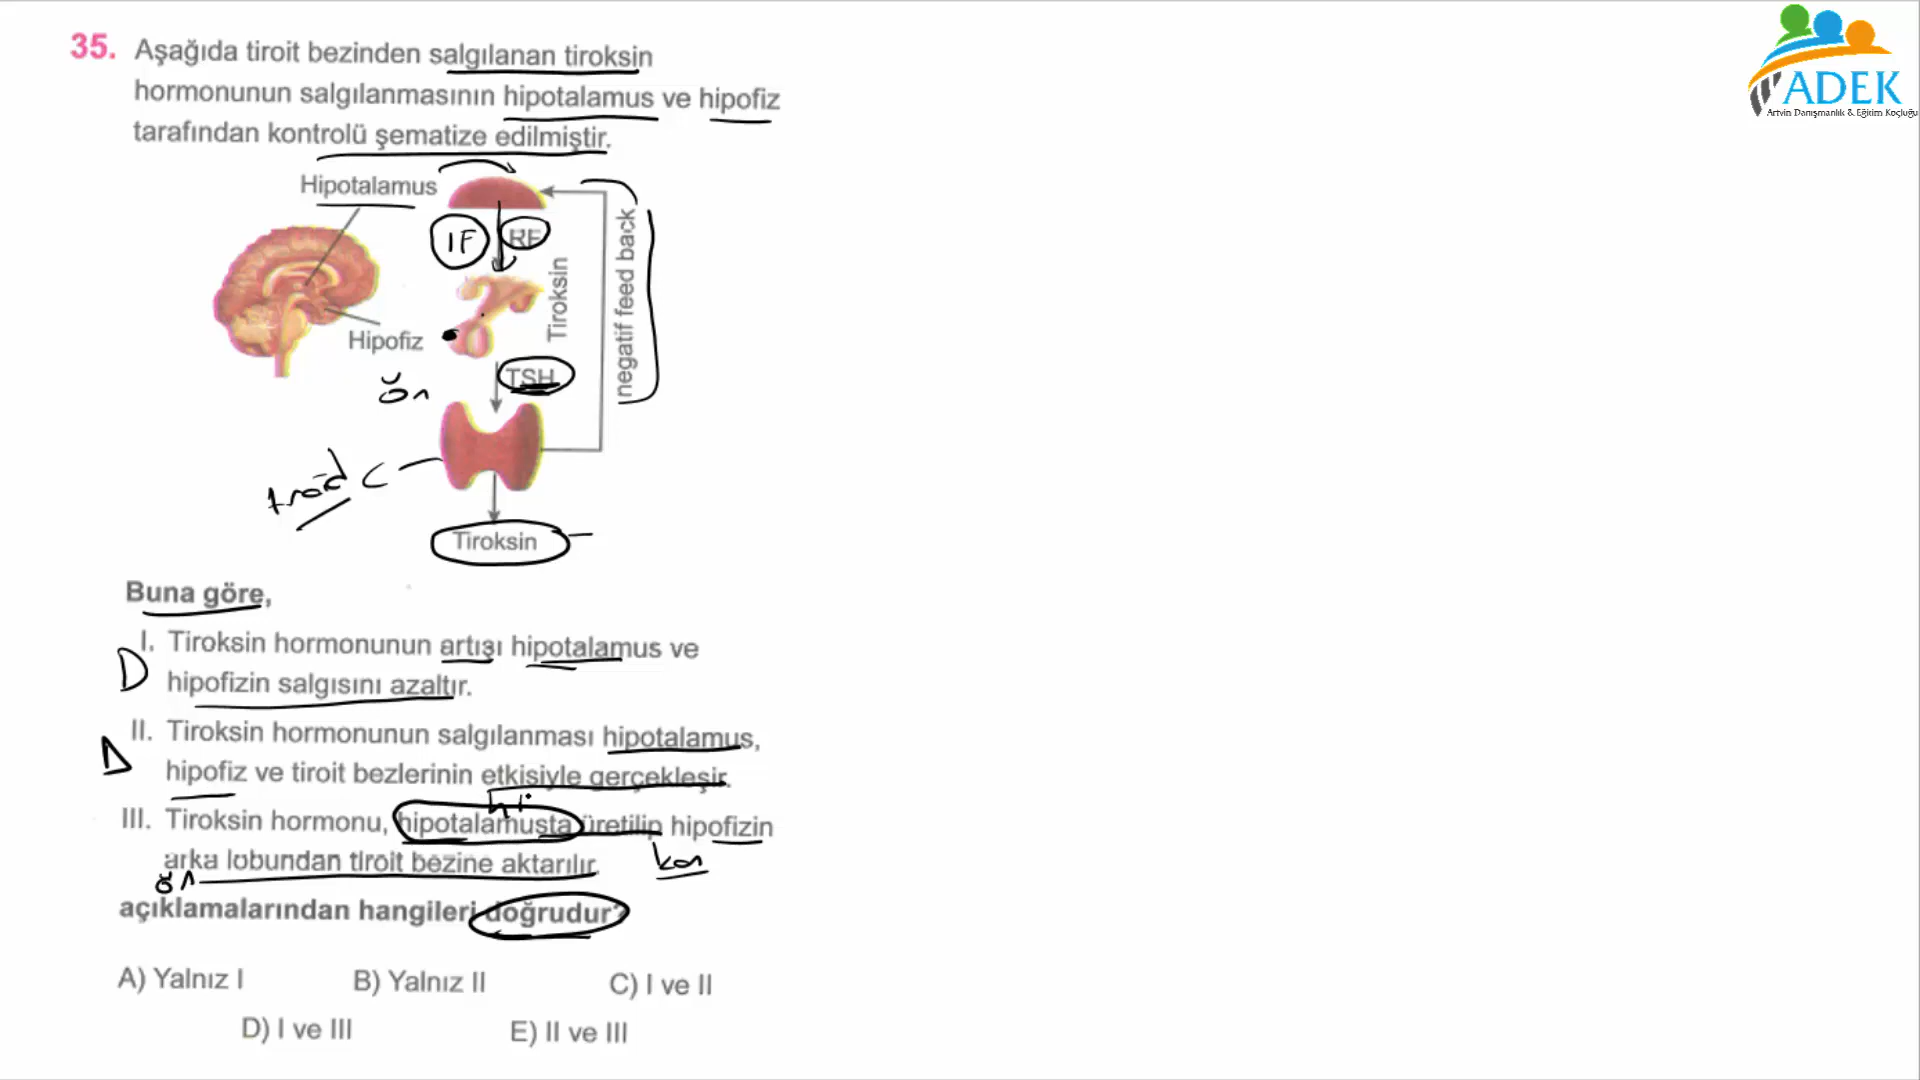 35. Aşağıda tiroit bezinden salgılanan tiroksin
hormonunun salgılanmasının hipotalamus ve hipofiz
tarafından kontrolü şematize edilmiştir.
ADEK
Artvin Danışmanlık & Eğitim Koçluğu
Hipotalamus
IF
RF
Tiroksin
negatif feed back
Hipofiz
ön
TSH
Tiroksin
Buna göre,
I. Tiroksin hormonunun artışı hipotalamus ve
D
hipofizin salgısını azaltır.
II. Tiroksin hormonunun salgılanması hipotalamus,
D
hipofiz ve tiroit bezlerinin etkisiyle gerçekleşir.
III. Tiroksin hormonu, hipotalamusta üretilip hipofizin
arka lobundan tiroit bezine aktarılır.
kan
ön
açıklamalarından hangileri doğrudur?
A) Yalnız I B) Yalnız II C) I ve II
D) I ve III E) II ve III